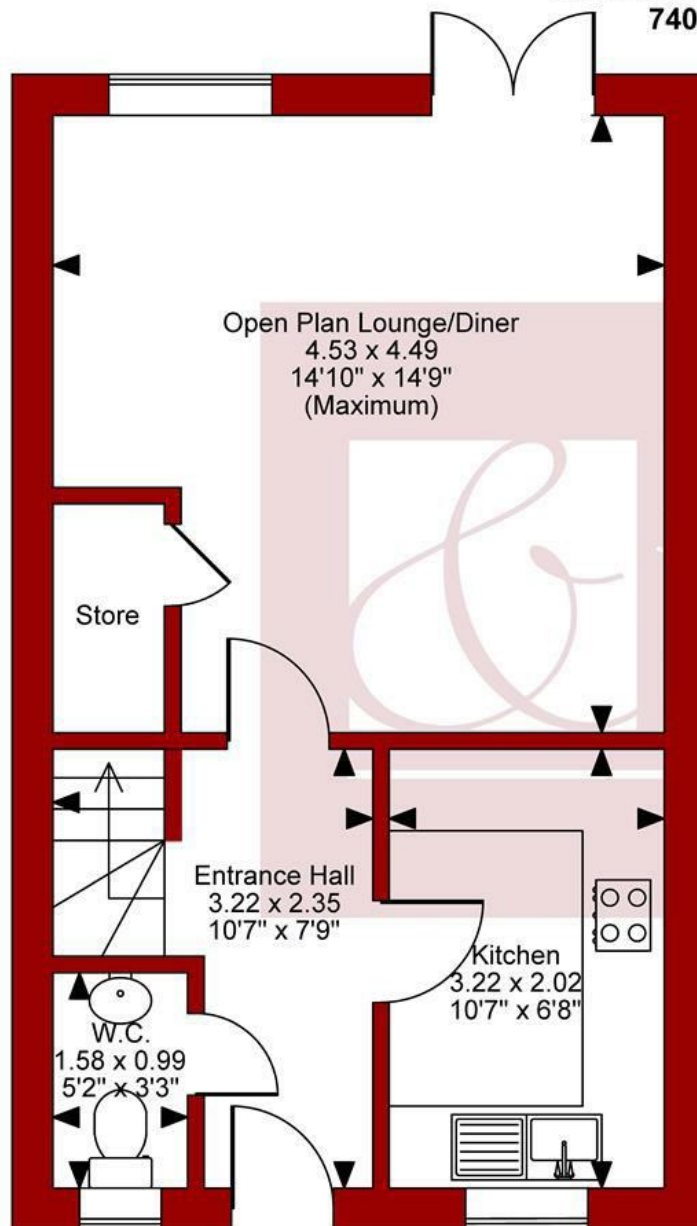 740
Open Plan Lounge/Diner
4.53 x 4.49
14'10" x 14'9"
(Maximum)
Store
Entrance Hall
3.22 x 2.35
10'7" x 7'9"
Kitchen
3.22 x 2.02
10'7" x 6'8"
W.C.
1.58 x 0.99
5'2" x 3'3"
&